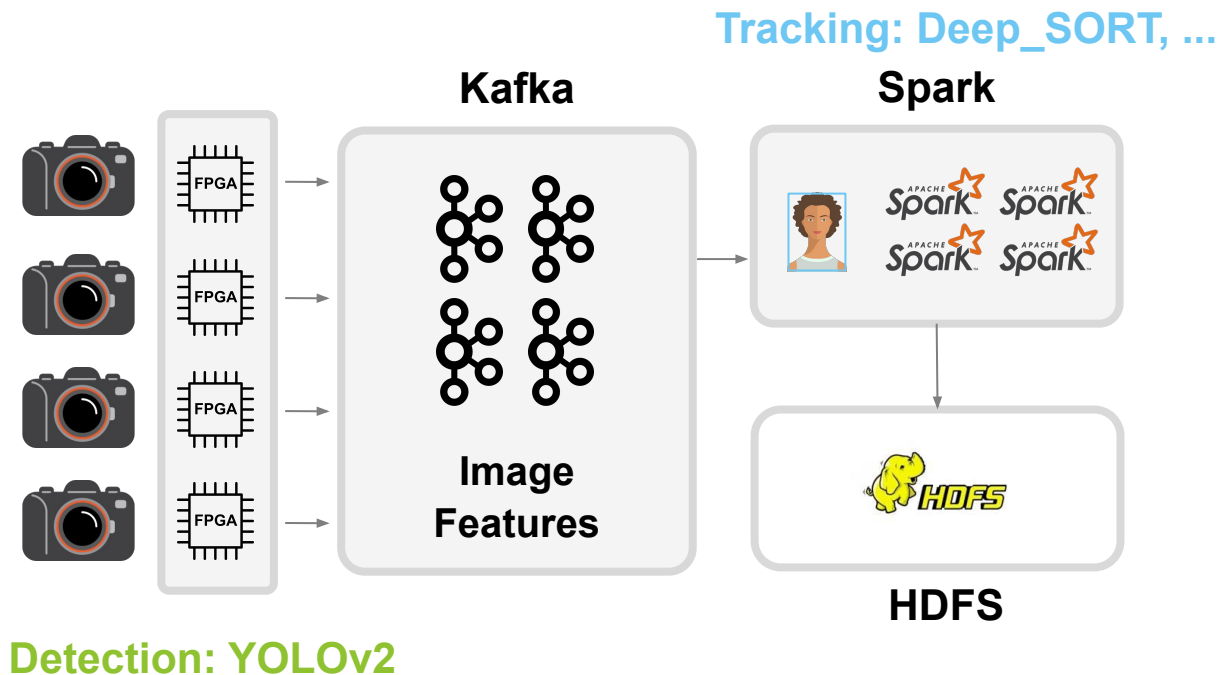 Tracking: Deep_SORT, ...
Kafka
Spark
FPGA
FPGA
FPGA
FPGA
Image
Features
APACHE
Spark
APACHE
Spark
APACHE
Spark
APACHE
Spark
HDFS
HDFS
Detection: YOLOv2